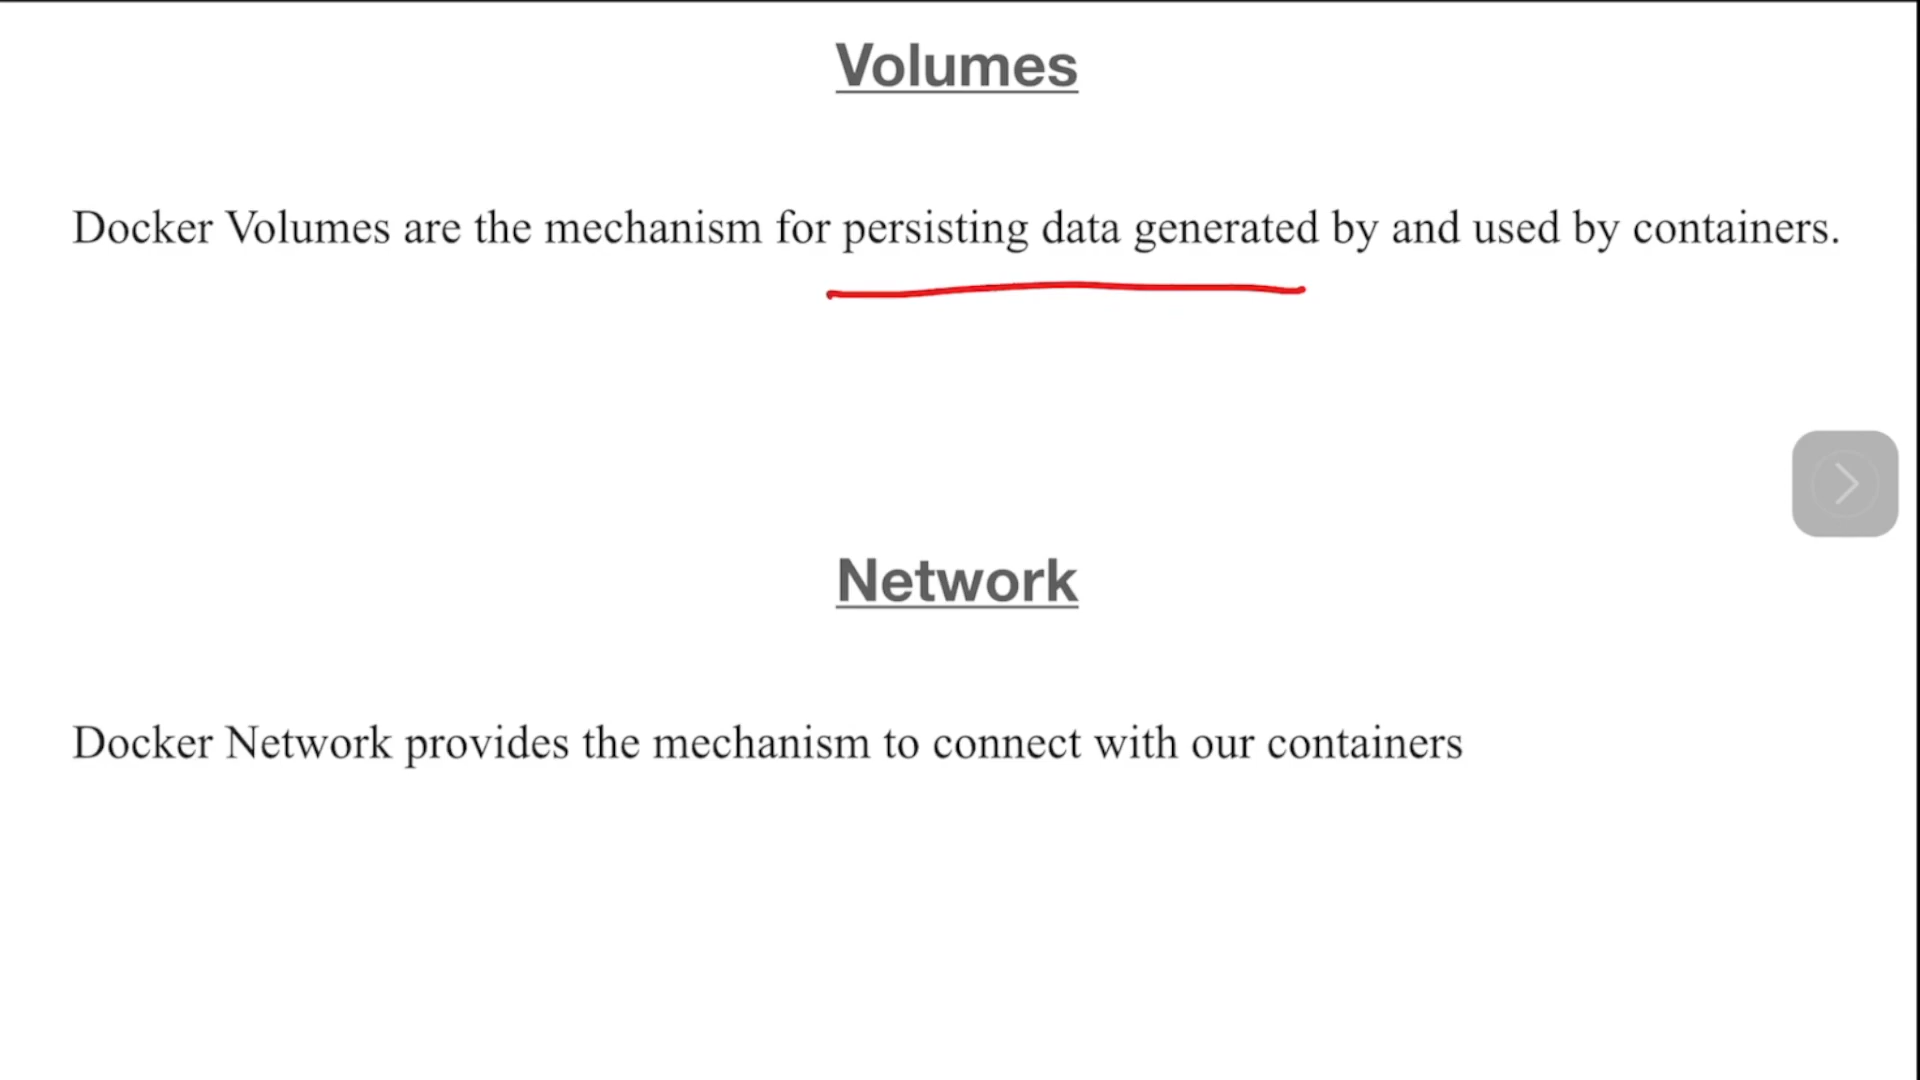 Volumes
Docker Volumes are the mechanism for persisting data generated by and used by containers.
Network
Docker Network provides the mechanism to connect with our containers